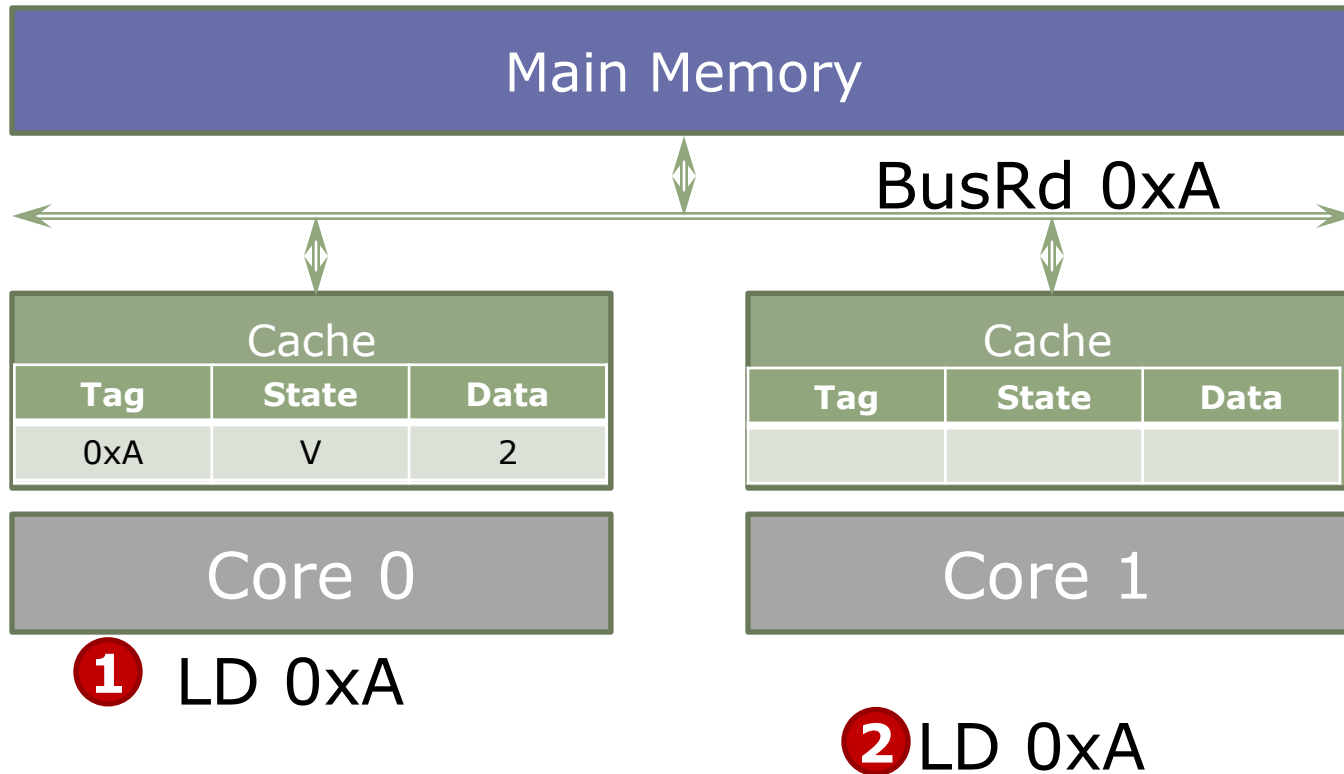 Main Memory
BusRd 0xA
Cache
Tag State Data
0xA V 2
Cache
Tag State Data
Core 0
Core 1
1 LD 0xA
2 LD 0xA